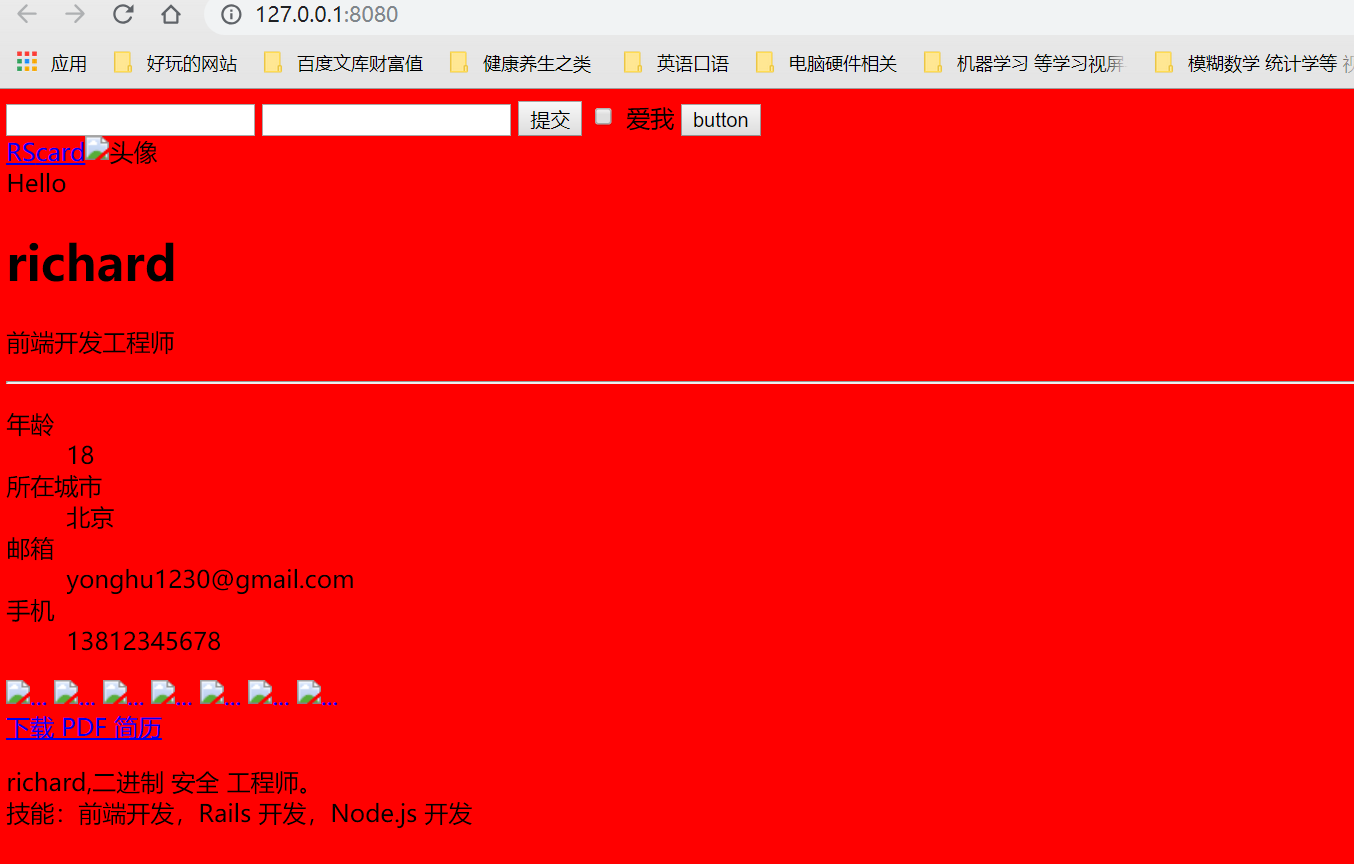 127.0.0.1:8080
应用 好玩的网站 百度文库财富值 健康养生之类 英语口语 电脑硬件相关 机器学习 等学习视屏 模糊数学 统计学等 视
提交 爱我 button
RScard头像
Hello
richard
前端开发工程师
年龄
18
所在城市
北京
邮箱
yonghu1230@gmail.com
手机
13812345678
... ... ... ... ... ... ...
下载 PDF 简历
richard,二进制 安全 工程师。
技能：前端开发，Rails 开发，Node.js 开发